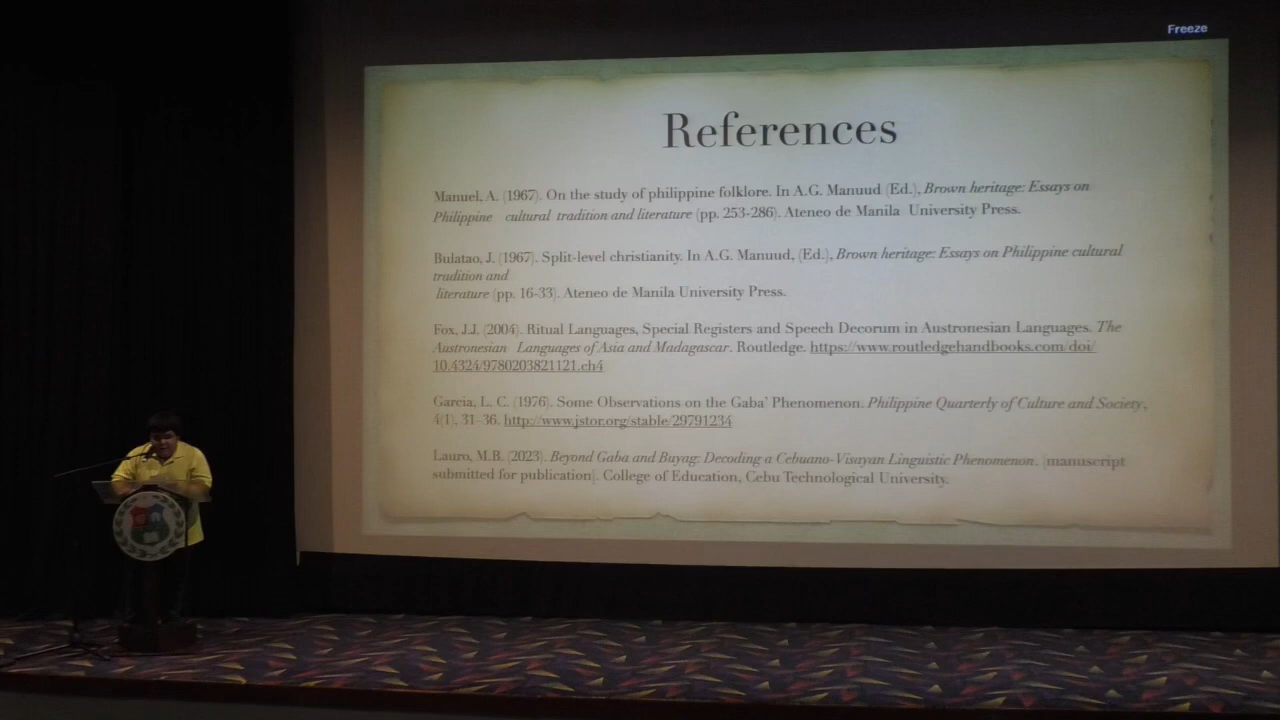 Freeze
References
Manuel, A. (1967). On the study of philippine folklore. In A.G. Manuud (Ed.), Brown heritage: Essays on
Philippine cultural tradition and literature (pp. 253-286). Ateneo de Manila University Press.
Bulatao, J. (1967). Split-level christianity. In A.G. Manuud, (Ed.), Brown heritage: Essays on Philippine cultural
tradition and
literature (pp. 16-33). Ateneo de Manila University Press.
Fox, J.J. (2004). Ritual Languages, Special Registers and Speech Decorum in Austronesian Languages. The
Austronesian Languages of Asia and Madagascar. Routledge. https://www.routledgehandbooks.com/doi/
10.4324/9780203821121.ch4
Garcia, L. C. (1976). Some Observations on the Gaba' Phenomenon. Philippine Quarterly of Culture and Society,
4(1), 31–36. http://www.jstor.org/stable/29791234
Lauro, M.B. (2023). Beyond Gaba and Buyag: Decoding a Cebuano-Visayan Linguistic Phenomenon. [manuscript
submitted for publication]. College of Education, Cebu Technological University.